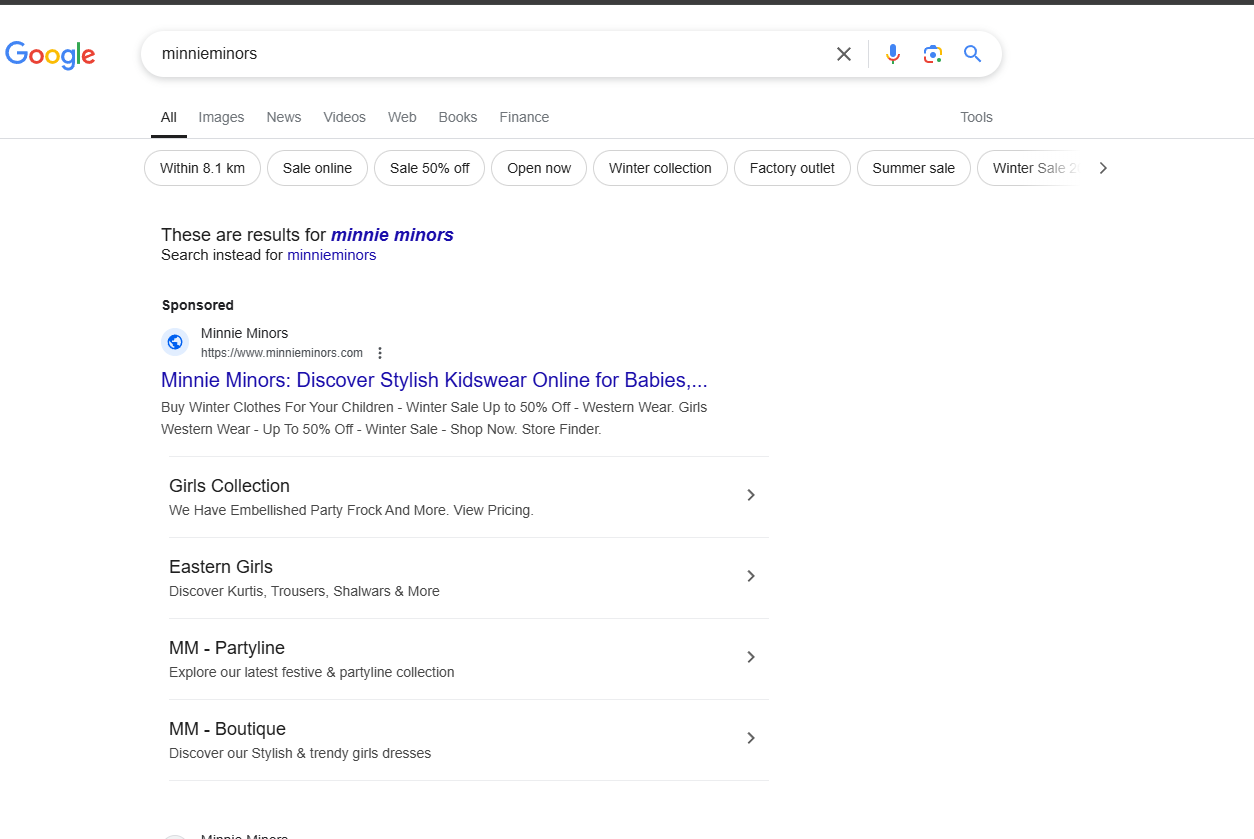 Google
minnieminors
All Images News Videos Web Books Finance Tools
Within 8.1 km Sale online Sale 50% off Open now Winter collection Factory outlet Summer sale Winter Sale 2
These are results for minnie minors
Search instead for minnieminors
Sponsored
Minnie Minors
https://www.minnieminors.com
Minnie Minors: Discover Stylish Kidswear Online for Babies,...
Buy Winter Clothes For Your Children - Winter Sale Up to 50% Off - Western Wear. Girls
Western Wear - Up To 50% Off - Winter Sale - Shop Now. Store Finder.
Girls Collection
We Have Embellished Party Frock And More. View Pricing.
Eastern Girls
Discover Kurtis, Trousers, Shalwars & More
MM - Partyline
Explore our latest festive & partyline collection
MM - Boutique
Discover our Stylish & trendy girls dresses
Minnie Minors